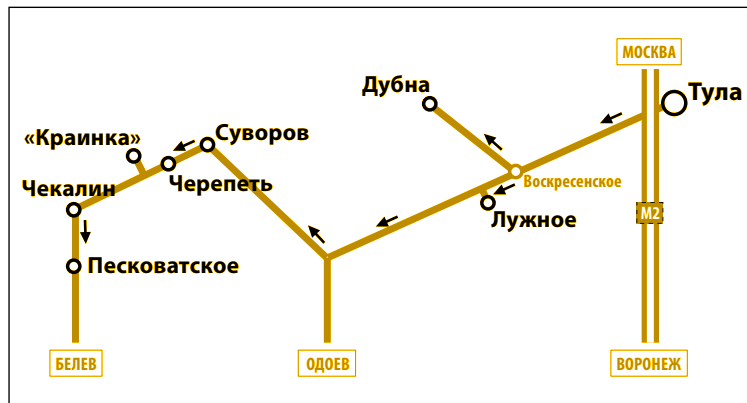 МОСКВА
Тула
Дубна
Суворов
«Краинка»
Черепеть
Воскресенское
Чекалин
Лужное
М2
Песковатское
БЕЛЕВ
ОДОЕВ
ВОРОНЕЖ